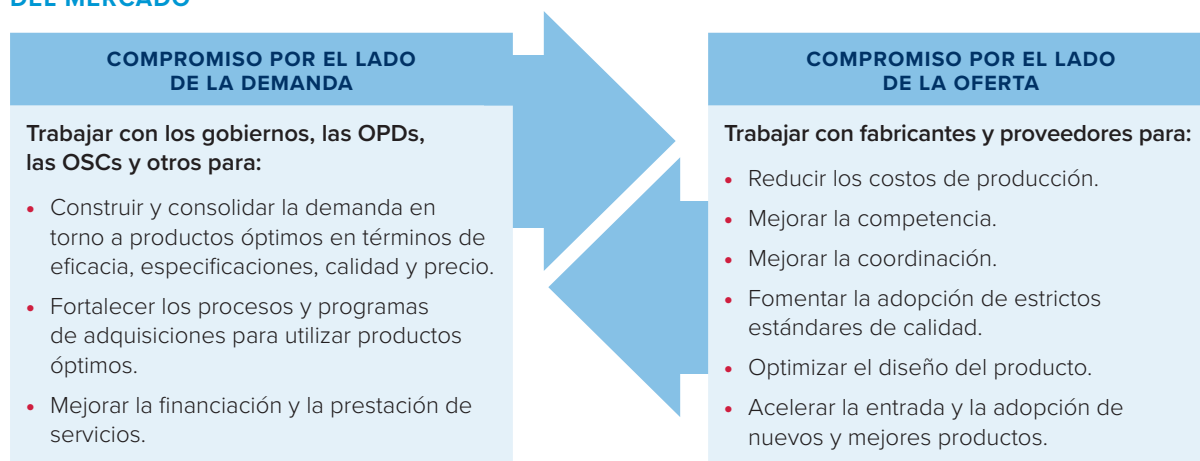 DEL MERCADO
COMPROMISO POR EL LADO
DE LA DEMANDA
Trabajar con los gobiernos, las OPDs,
las OSCs y otros para:
• Construir y consolidar la demanda en
torno a productos óptimos en términos de
eficacia, especificaciones, calidad y precio.
• Fortalecer los procesos y programas
de adquisiciones para utilizar productos
óptimos.
• Mejorar la financiación y la prestación de
servicios.
COMPROMISO POR EL LADO
DE LA OFERTA
Trabajar con fabricantes y proveedores para:
• Reducir los costos de producción.
• Mejorar la competencia.
• Mejorar la coordinación.
• Fomentar la adopción de estrictos
estándares de calidad.
• Optimizar el diseño del producto.
• Acelerar la entrada y la adopción de
nuevos y mejores productos.